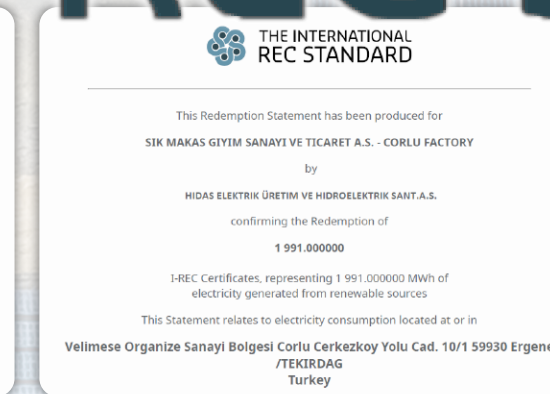 THE INTERNATIONAL
REC STANDARD
This Redemption Statement has been produced for
SIK MAKAS GIYIM SANAYI VE TICARET A.S. - CORLU FACTORY
by
HIDAS ELEKTRIK ÜRETIM VE HIDROELEKTRIK SANT.A.S.
confirming the Redemption of
1 991.000000
I-REC Certificates, representing 1 991.000000 MWh of
electricity generated from renewable sources
This Statement relates to electricity consumption located at or in
Velimese Organize Sanayi Bolgesi Corlu Cerkezkoy Yolu Cad. 10/1 59930 Ergene
/TEKIRDAG
Turkey